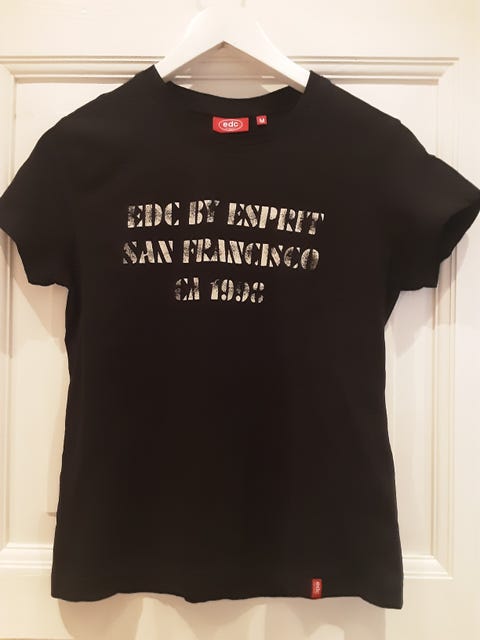 edc
M
EDC BY ESPRIT
SAN FRANCISCO
CA 1998
edc